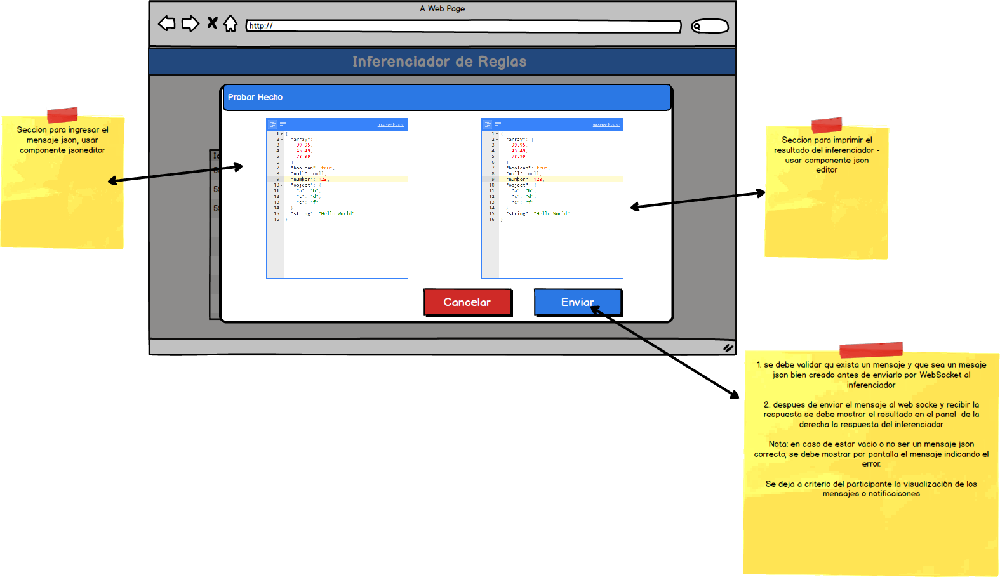 A Web Page
http://
Inferenciador de Reglas
Probar Hecho
Seccion para ingresar el
mensaje json, usar
componente jsoneditor
Seccion para imprimir el
resultado del inferenciador -
usar componente json
editor
58
58
1 {
2 "array": [
3 99.95,
4 45.49,
5 78.99
6 ],
7 "boolean": true,
8 "null": null,
9 "number": 123,
10 "object": {
11 "a": "b",
12 "c": "d",
13 "e": "f"
14 },
15 "string": "Hello World"
16 }
1 {
2 "array": [
3 99.95,
4 45.49,
5 78.99
6 ],
7 "boolean": true,
8 "null": null,
9 "number": 123,
10 "object": {
11 "a": "b",
12 "c": "d",
13 "e": "f"
14 },
15 "string": "Hello World"
16 }
Cancelar
Enviar
1. se debe validar qu exista un mensaje y que sea un mesaje
json bien creado antes de enviarlo por WebSocket al
inferenciador
2. despues de enviar el mensaje al web socke y recibir la
respuesta se debe mostrar el resultado en el panel de la
derecha la respuesta del inferenciador
Nota: en caso de estar vacio o no ser un mensaje json
correcto, se debe mostrar por pantalla el mensaje indicando el
error.
Se deja a criterio del participante la visualización de los
mensajes o notificaicones